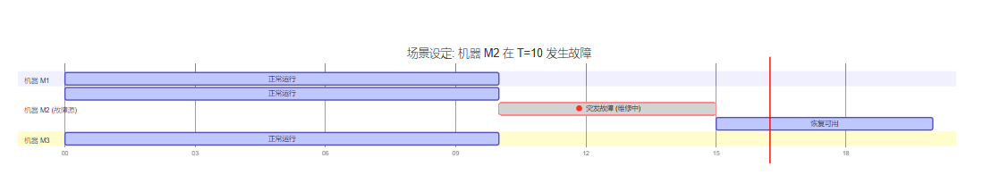 场景设定: 机器 M2 在 T=10 发生故障
机器 M1
正常运行
正常运行
机器 M2 (故障源)
突发故障 (维修中)
恢复可用
机器 M3
正常运行
00 03 06 09 12 15 18